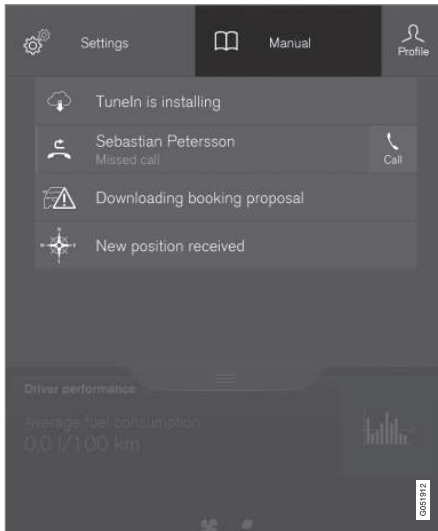 Settings
Manual
Profile
TuneIn is installing
Sebastian Petersson
Missed call
Call
Downloading booking proposal
New position received
Driver performance
Average fuel consumption
0.0 l/100 km
G051912